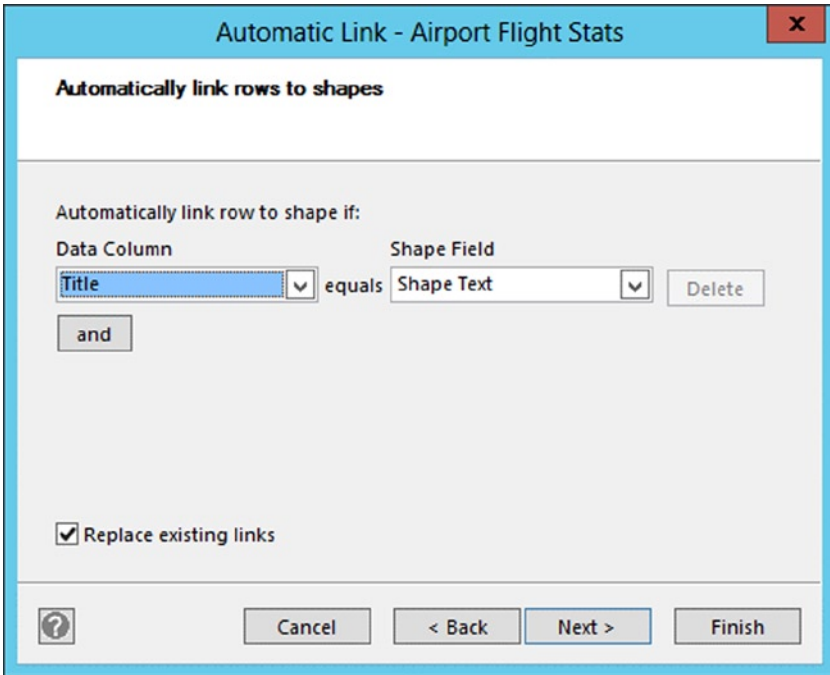 Automatic Link - Airport Flight Stats
x
Automatically link rows to shapes
Automatically link row to shape if:
Data Column Shape Field
Title equals Shape Text Delete
and
Replace existing links
? Cancel < Back Next > Finish